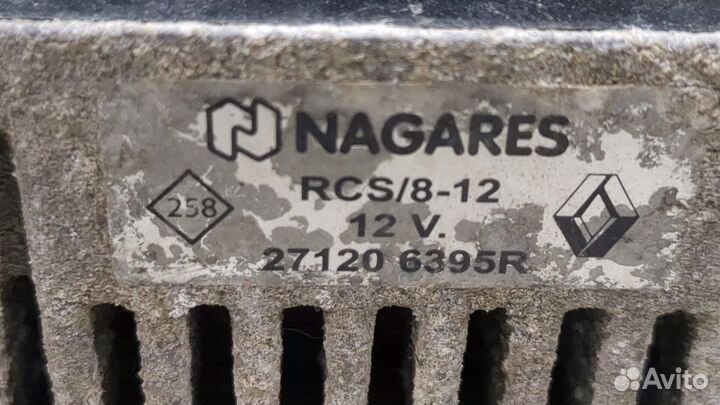 NAGARES
RCS/8-12
258
12 V.
27120 6395R
Avito